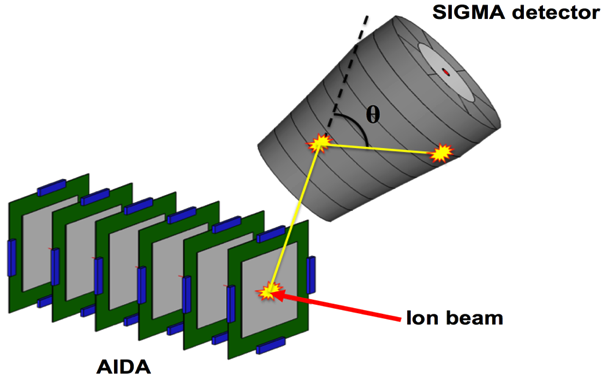 SIGMA detector
θ
Ion beam
AIDA